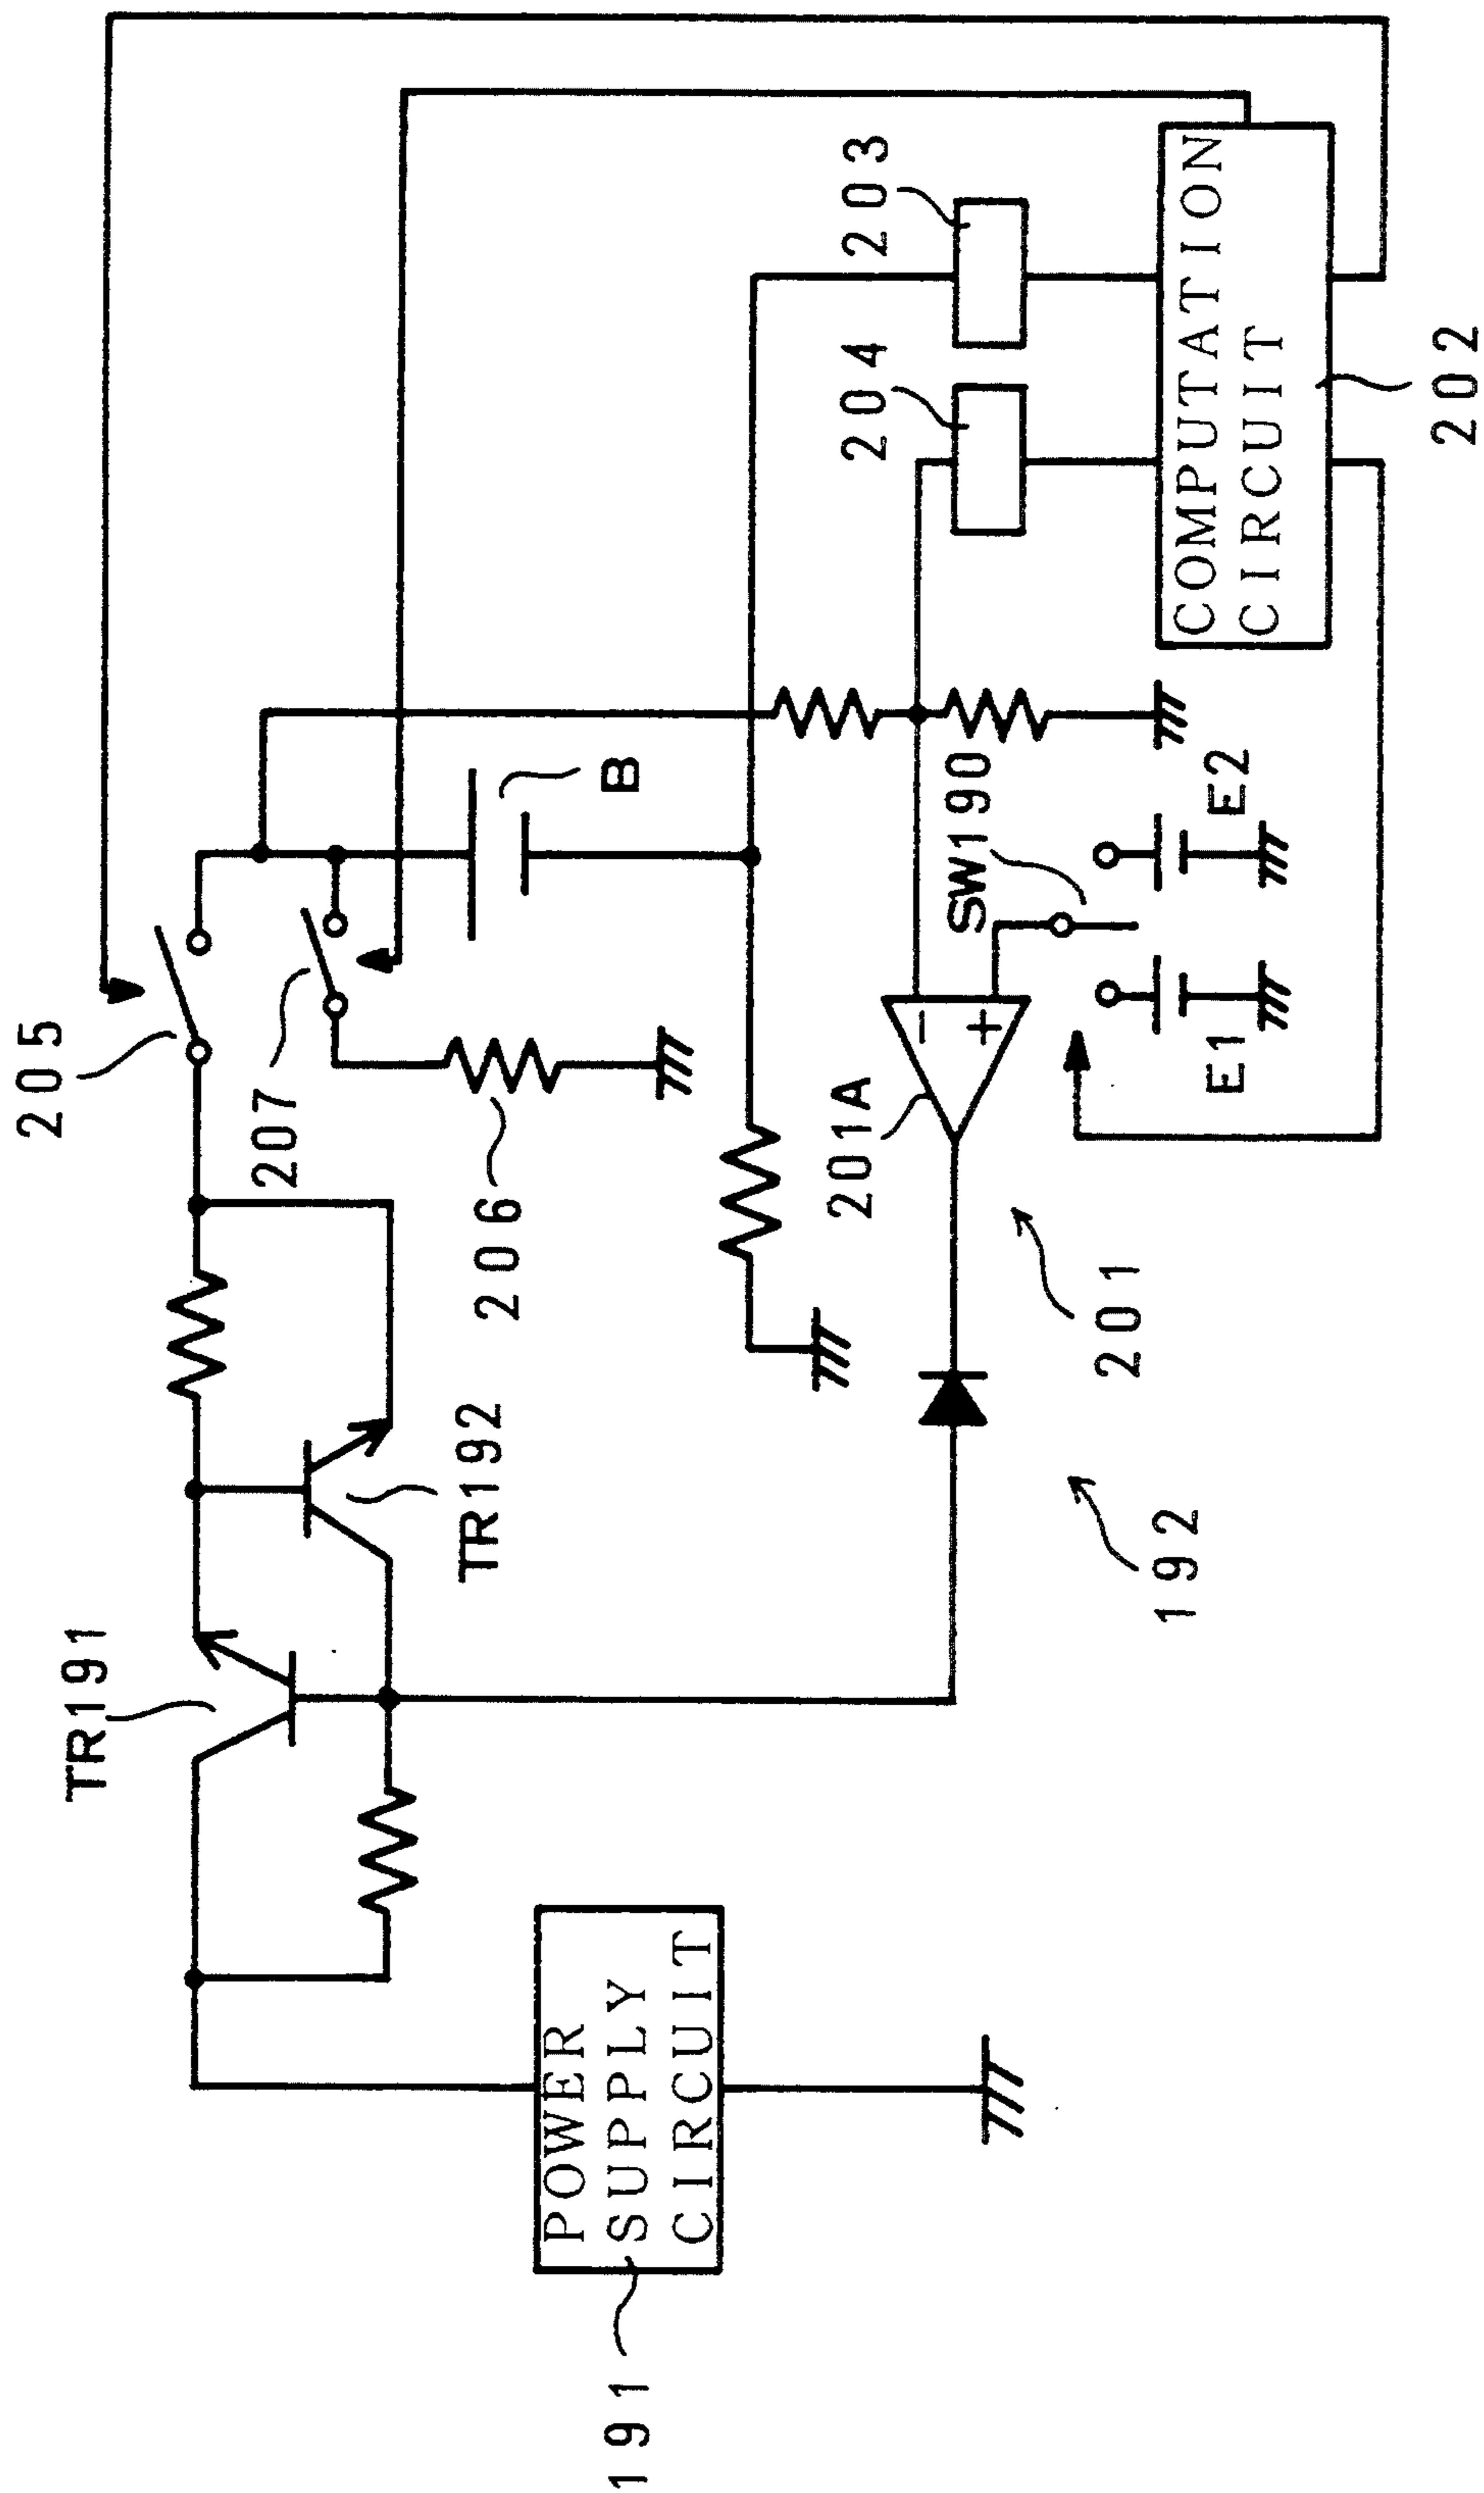 205
207
206
B
203
204
COMPUTATION
CIRCUIT
202
TR191
TR192
201A
SW190
E1
E2
201
192
POWER
SUPPLY
CIRCUIT
191